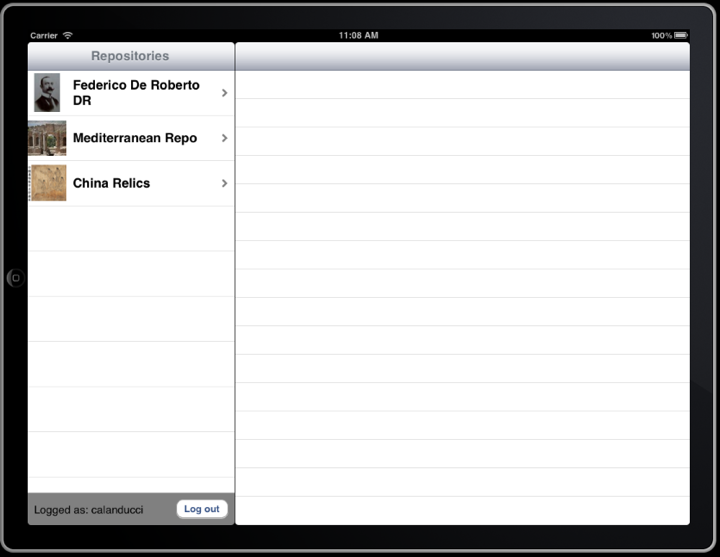 Carrier 11:08 AM 100%
Repositories
Federico De Roberto
DR
Mediterranean Repo
China Relics
Logged as: calanducci Log out